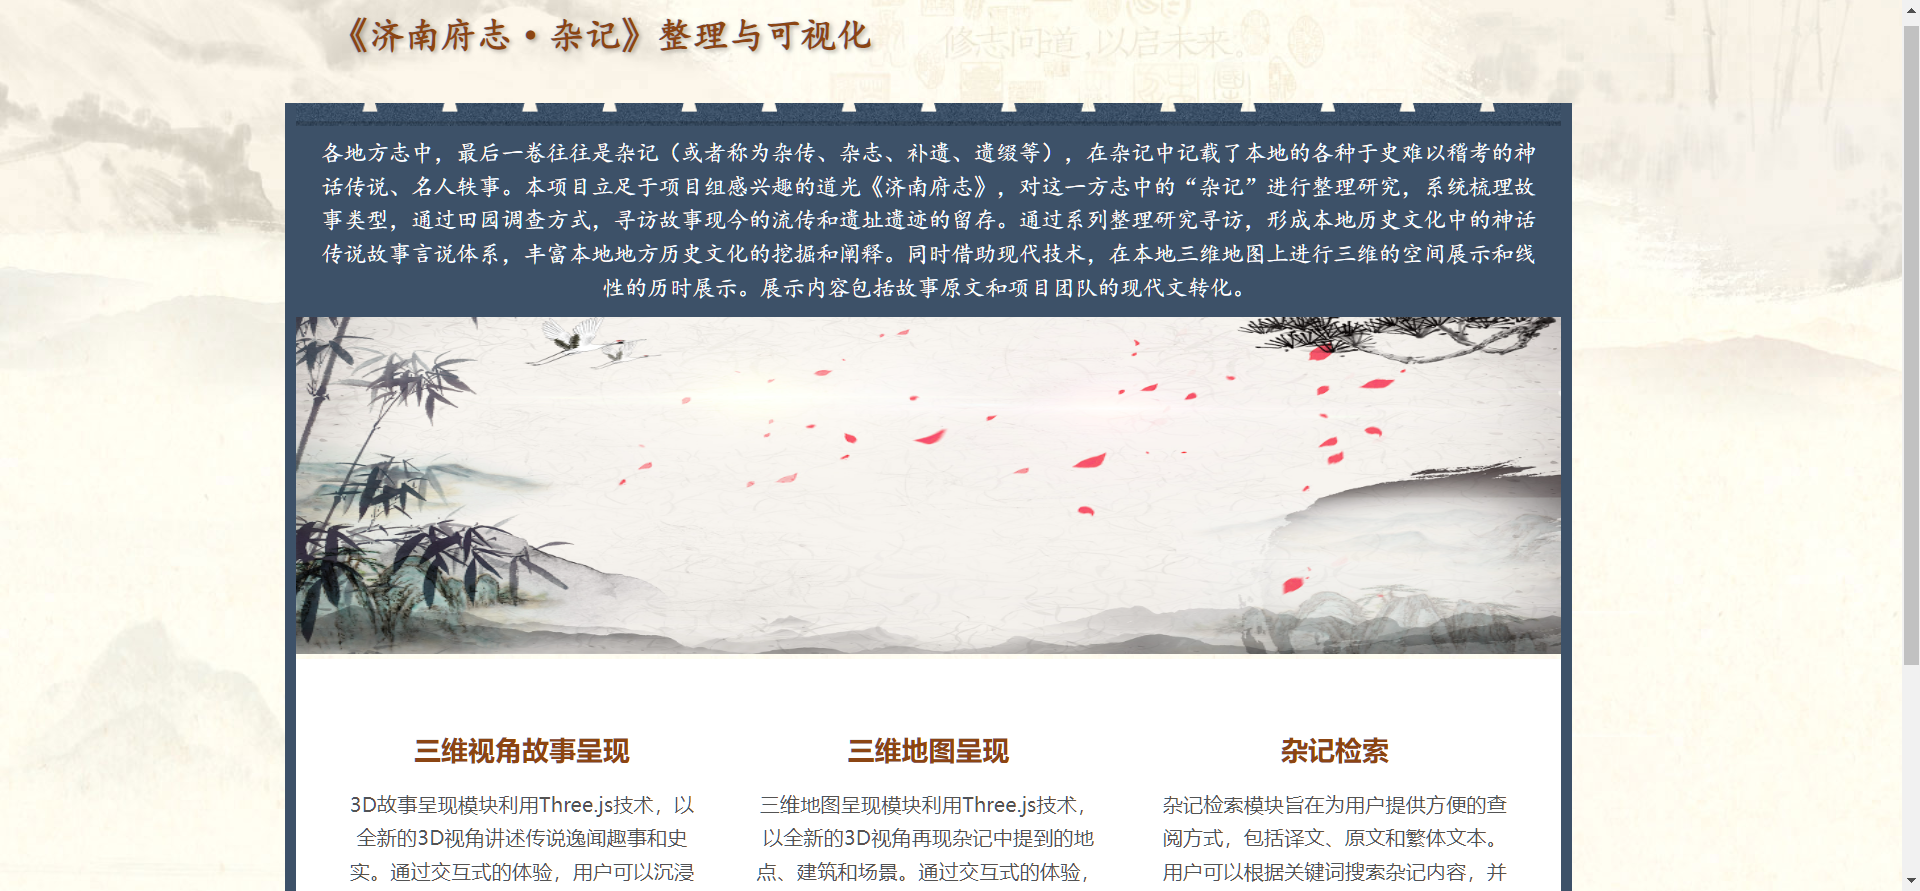 《济南府志·杂记》整理与可视化
修志问道,以启未来。
各地方志中，最后一卷往往是杂记（或者称为杂传、杂志、补遗、遗缀等），在杂记中记载了本地的各种于史难以稽考的神
话传说、名人轶事。本项目立足于项目组感兴趣的道光《济南府志》，对这一方志中的“杂记”进行整理研究，系统梳理故
事类型，通过田园调查方式，寻访故事现今的流传和遗址遗迹的留存。通过系列整理研究寻访，形成本地历史文化中的神话
传说故事言说体系，丰富本地地方历史文化的挖掘和阐释。同时借助现代技术，在本地三维地图上进行三维的空间展示和线
性的历时展示。展示内容包括故事原文和项目团队的现代文转化。
三维视角故事呈现
3D故事呈现模块利用Three.js技术，以
全新的3D视角讲述传说逸闻趣事和史
实。通过交互式的体验，用户可以沉浸
三维地图呈现
三维地图呈现模块利用Three.js技术，
以全新的3D视角再现杂记中提到的地
点、建筑和场景。通过交互式的体验，
杂记检索
杂记检索模块旨在为用户提供方便的查
阅方式，包括译文、原文和繁体文本。
用户可以根据关键词搜索杂记内容，并